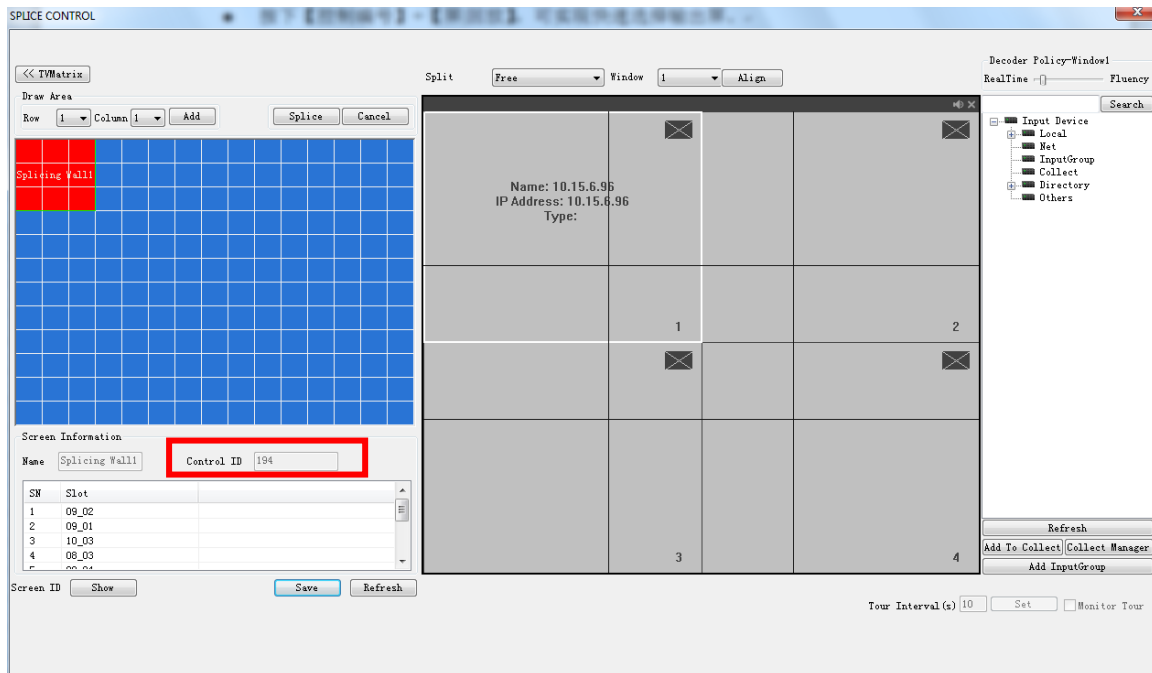 SPLICE CONTROL
<< TVMatrix
Split Free Window 1 Align
Decoder Policy-Window1
RealTime Fluency
Draw Area
Row 1 Column 1 Add Splice Cancel
Search
Splicing Wall1
Name: 10.15.6.96
IP Address: 10.15.6.96
Type:
1
2
3
4
Input Device
Local
Net
InputGroup
Collect
Directory
Others
Screen Information
Name Splicing Wall1 Control ID 194
SN Slot
1 09_02
2 09_01
3 10_03
4 08_03
Screen ID Show Save Refresh
Refresh
Add To Collect Collect Manager
Add InputGroup
Tour Interval(s) 10 Set Monitor Tour